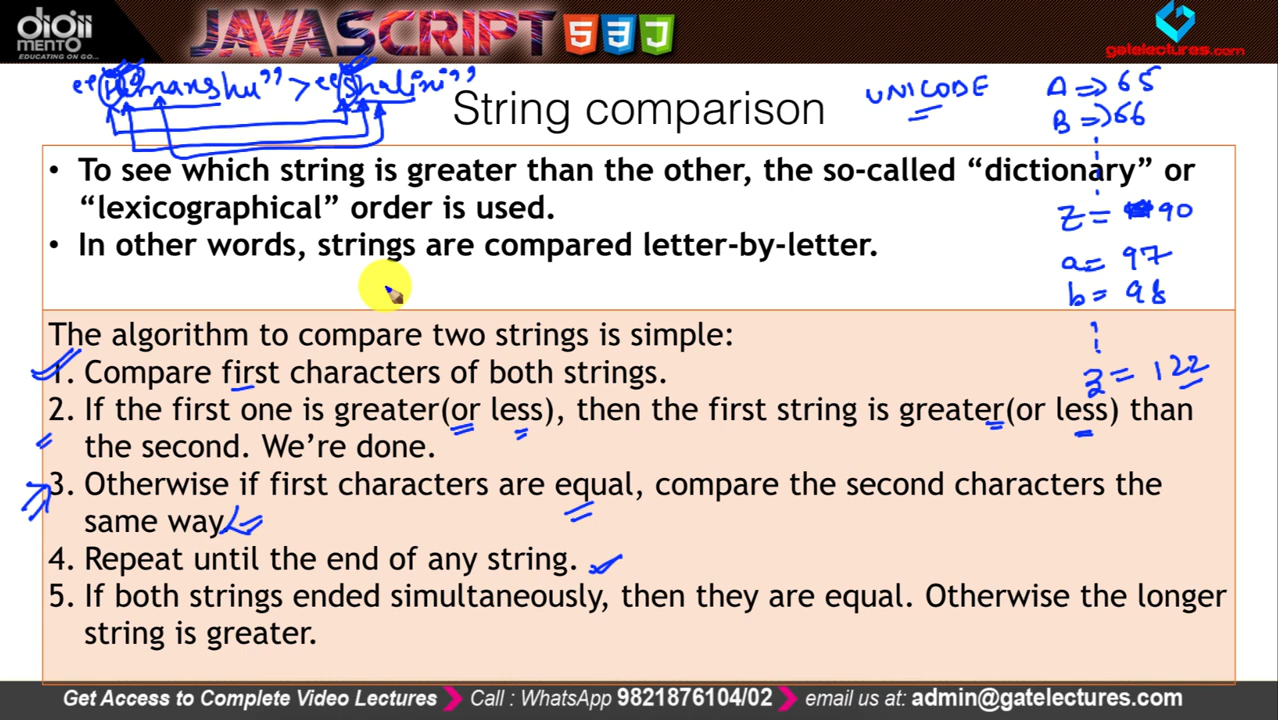 didii
MENTO
EDUCATING ON GO...
JAVASCRIPT
5 3 J
gatelectures.com
"Himanshu" > "Shalini"
UNICODE
A => 65
B => 66
String comparison
• To see which string is greater than the other, the so-called “dictionary” or
“lexicographical” order is used.
Z = 90
• In other words, strings are compared letter-by-letter.
a = 97
b = 98
The algorithm to compare two strings is simple:
1. Compare first characters of both strings.
z = 122
2. If the first one is greater(or less), then the first string is greater(or less) than
the second. We’re done.
3. Otherwise if first characters are equal, compare the second characters the
same way.
4. Repeat until the end of any string.
5. If both strings ended simultaneously, then they are equal. Otherwise the longer
string is greater.
Get Access to Complete Video Lectures Call : WhatsApp 9821876104/02 email us at: admin@gatelectures.com